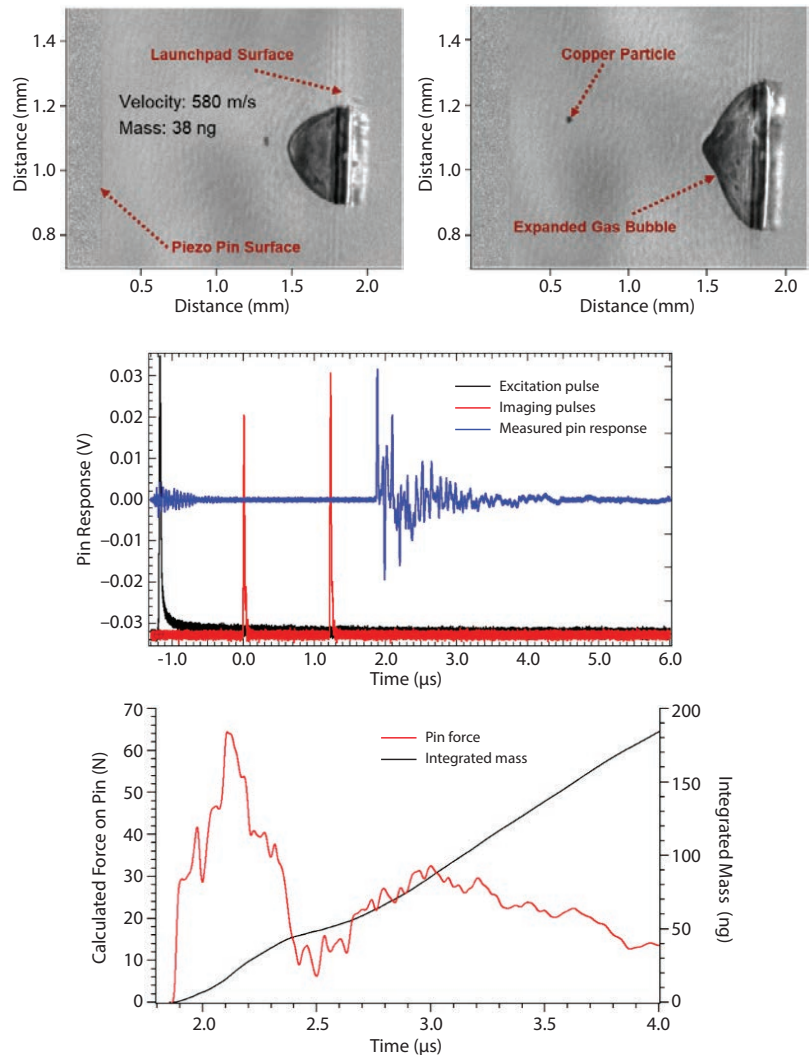 1.4
1.2
1.0
0.8
Distance (mm)
Launchpad Surface
Velocity: 580 m/s
Mass: 38 ng
Piezo Pin Surface
0.5
1.0
1.5
2.0
Distance (mm)
1.4
1.2
1.0
0.8
Distance (mm)
Copper Particle
Expanded Gas Bubble
0.5
1.0
1.5
2.0
Distance (mm)
0.03
0.02
0.01
0.00
−0.01
−0.02
−0.03
Pin Response (V)
Excitation pulse
Imaging pulses
Measured pin response
-1.0
0.0
1.0
2.0
3.0
4.0
5.0
6.0
Time (μs)
70
60
50
40
30
20
10
0
Calculated Force on Pin (N)
Pin force
Integrated mass
200
150
100
50
0
Integrated Mass (ng)
2.0
2.5
3.0
3.5
4.0
Time (μs)